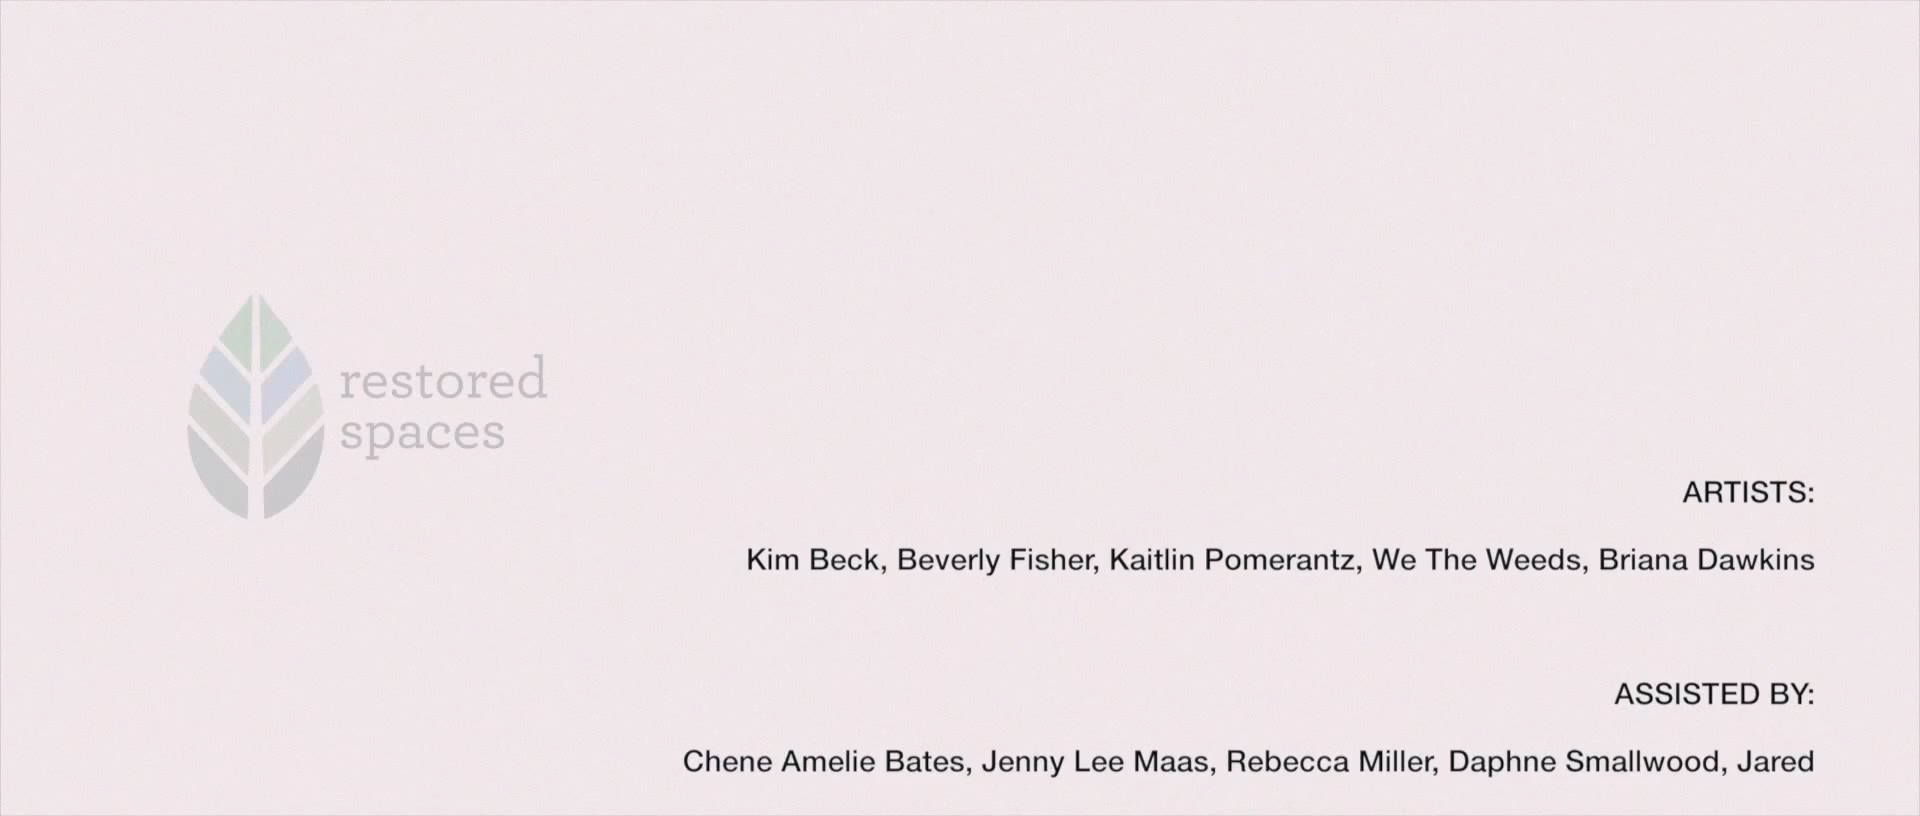 restored
spaces
ARTISTS:
Kim Beck, Beverly Fisher, Kaitlin Pomerantz, We The Weeds, Briana Dawkins
ASSISTED BY:
Chene Amelie Bates, Jenny Lee Maas, Rebecca Miller, Daphne Smallwood, Jared